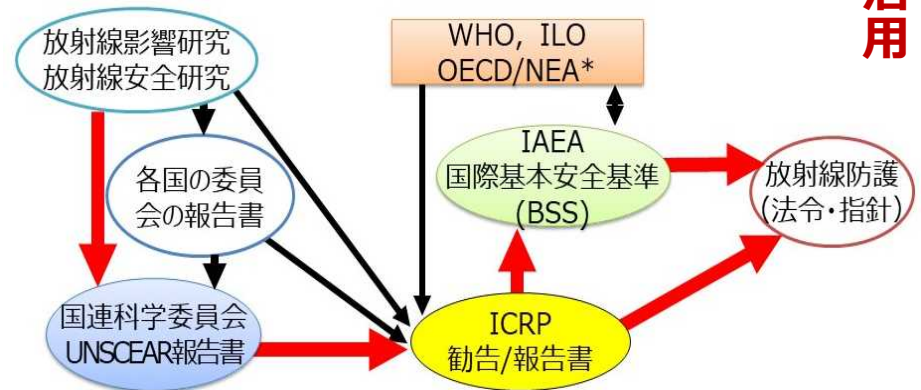 放射線影響研究
放射線安全研究
WHO, ILO
OECD/NEA*
用
各国の委員
会の報告書
IAEA
国際基本安全基準
(BSS)
放射線防護
(法令・指針)
国連科学委員会
UNSCEAR報告書
ICRP
勧告/報告書